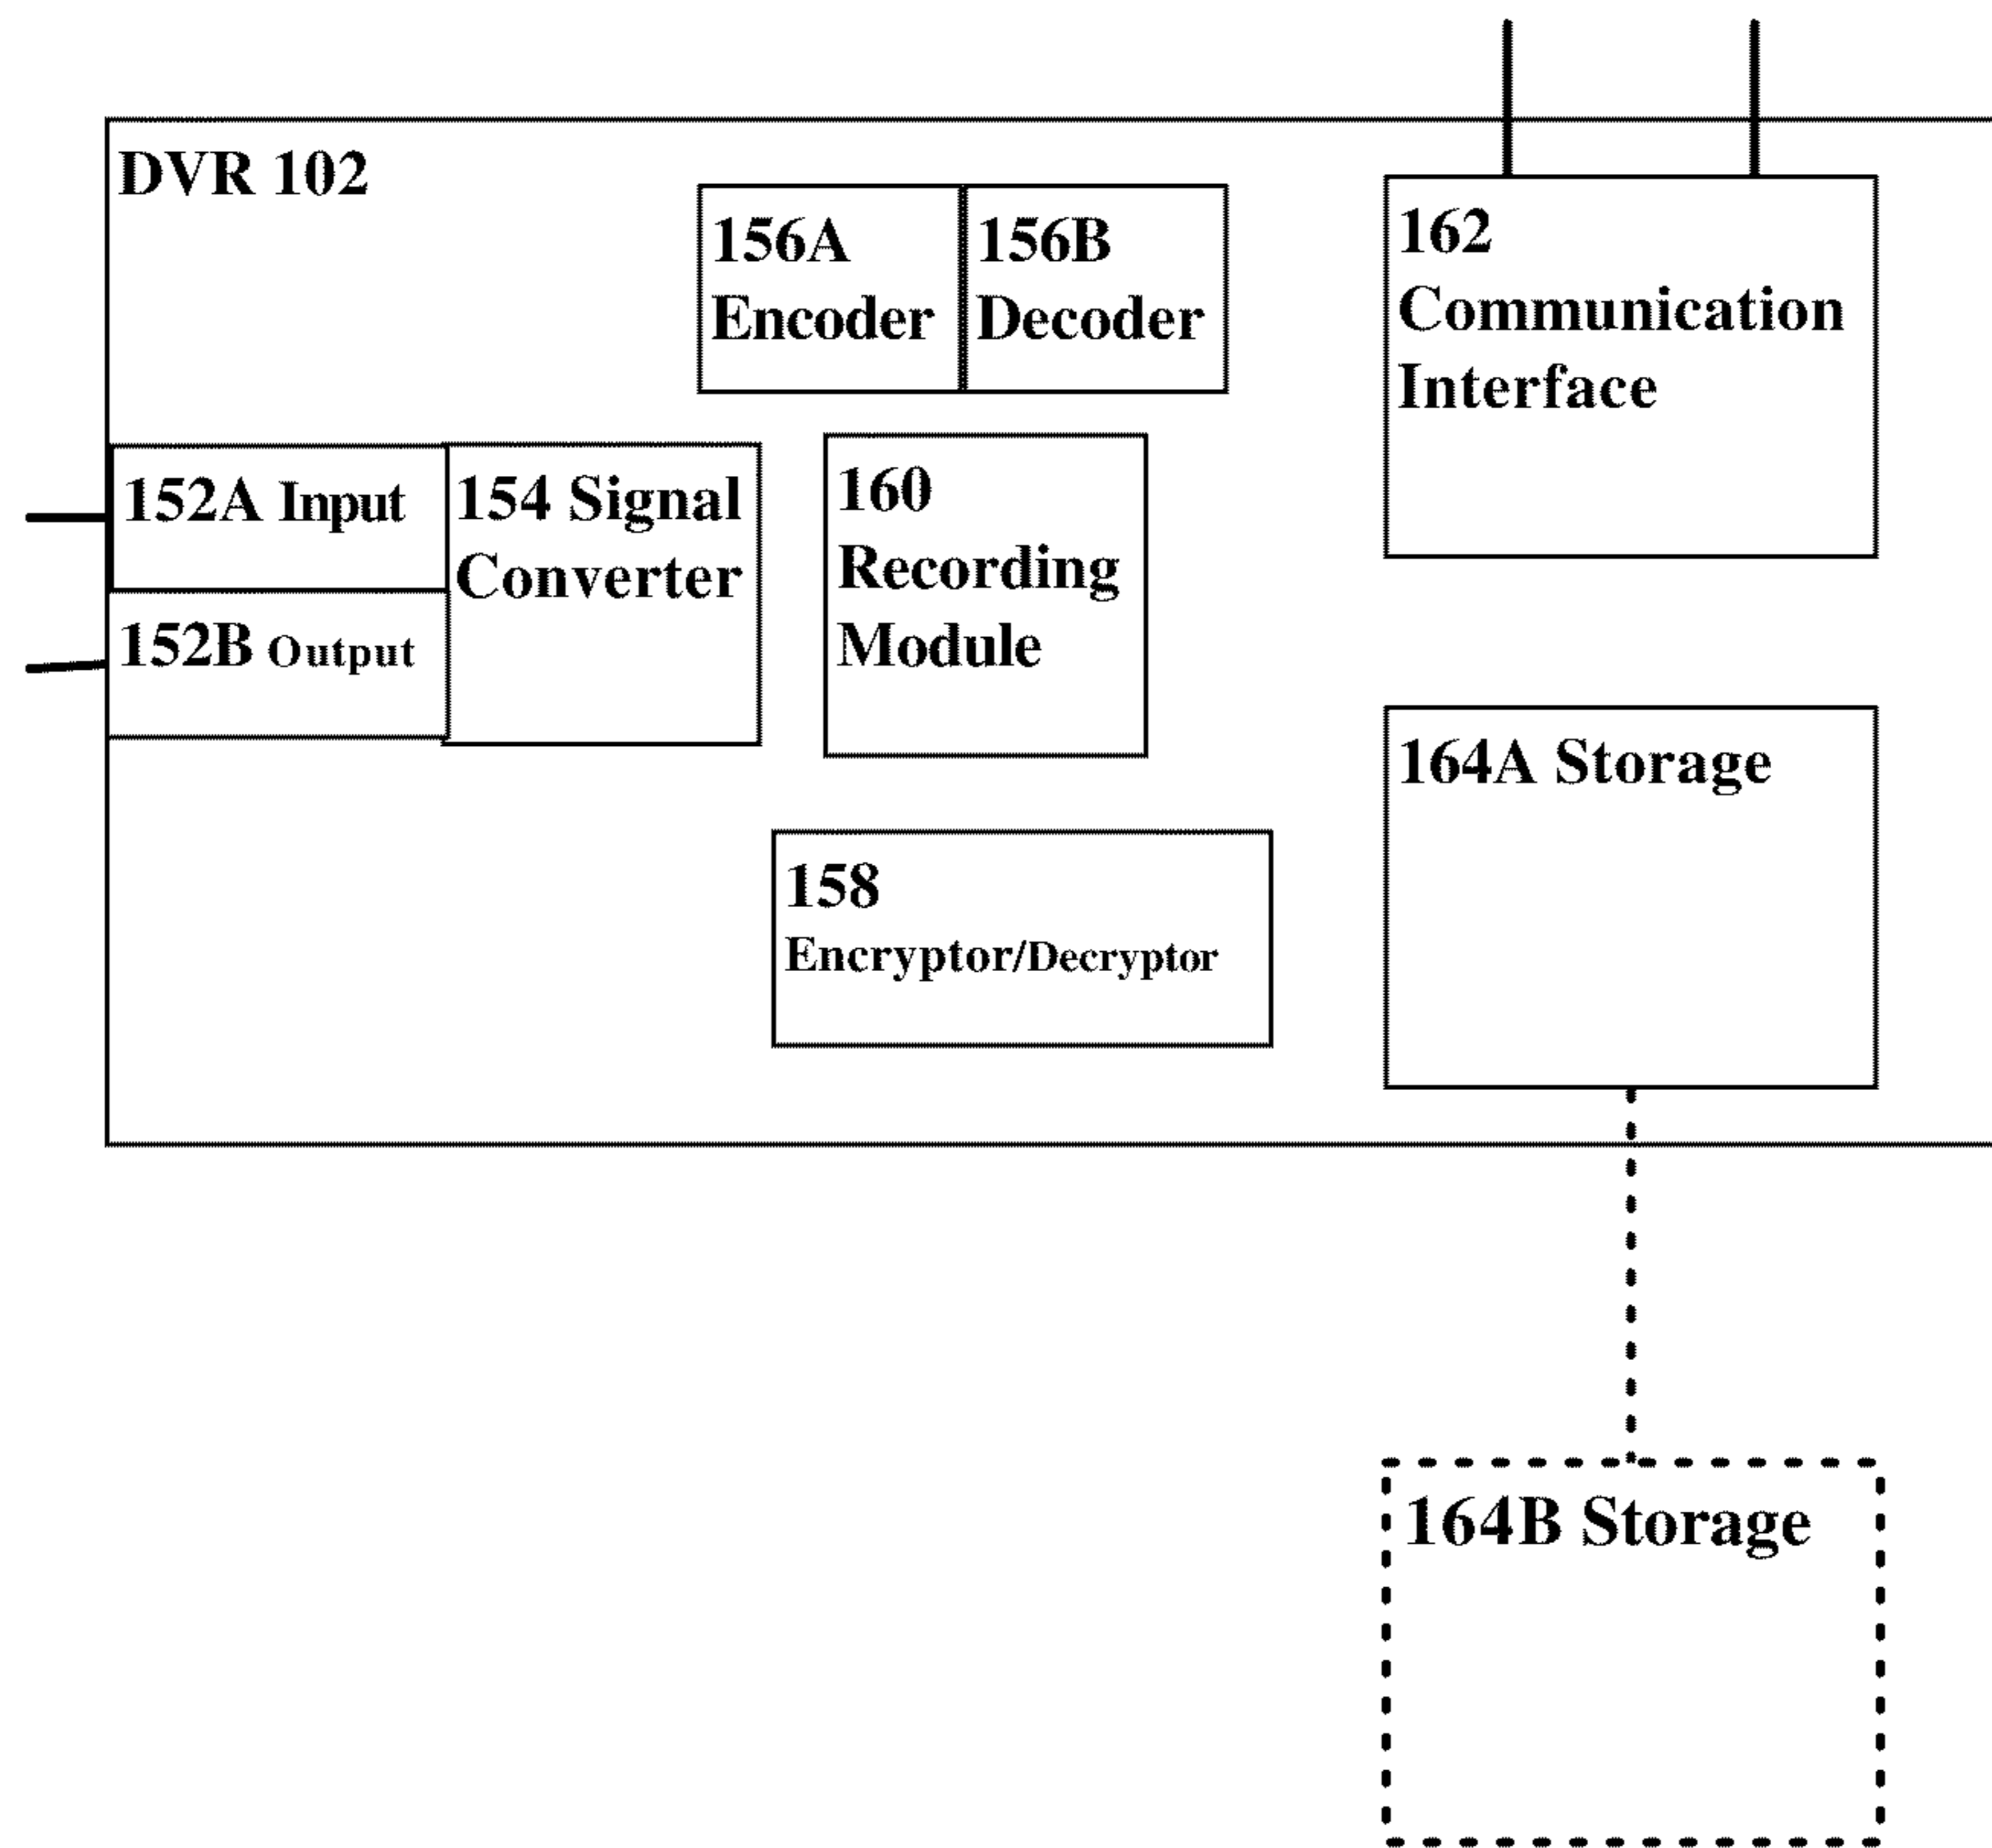 DVR 102
156A
Encoder
156B
Decoder
162
Communication
Interface
152A Input
152B Output
154 Signal
Converter
160
Recording
Module
164A Storage
158
Encryptor/Decryptor
164B Storage